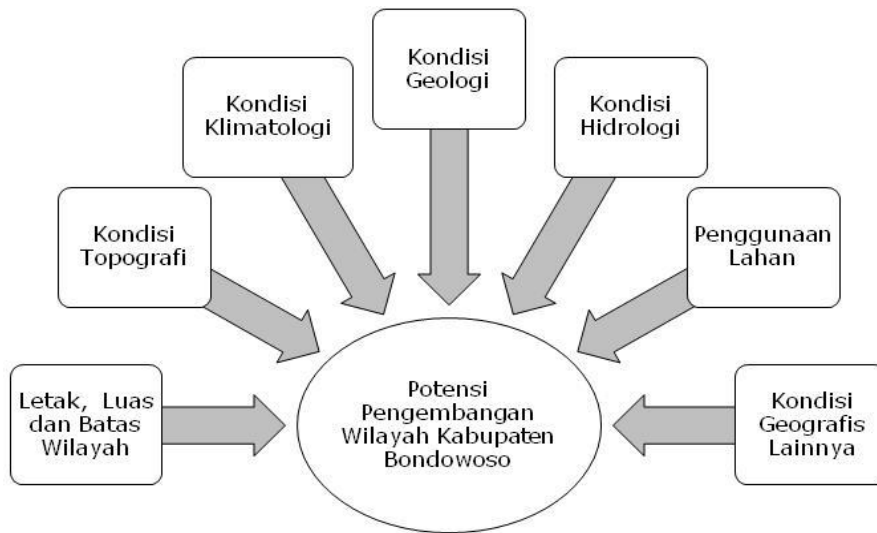 Kondisi
Geologi
Kondisi
Klimatologi
Kondisi
Hidrologi
Kondisi
Topografi
Penggunaan
Lahan
Letak, Luas
dan Batas
Wilayah
Potensi
Pengembangan
Wilayah Kabupaten
Bondowoso
Kondisi
Geografis
Lainnya